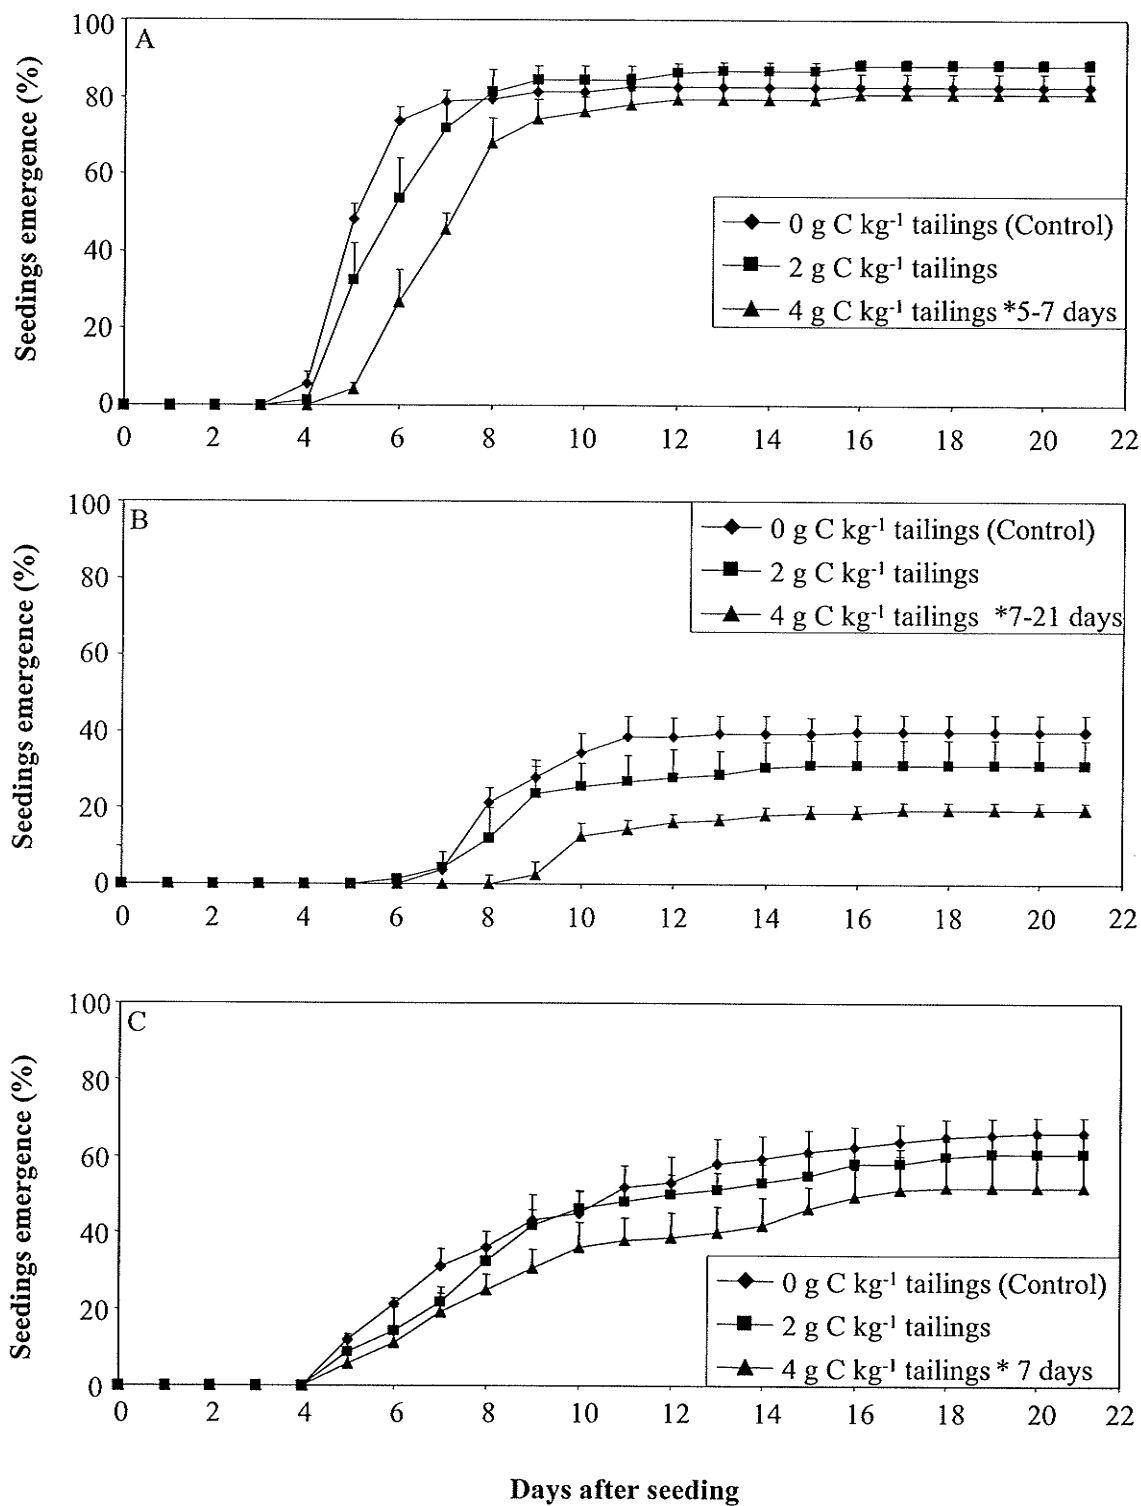 A
Seedings emergence (%)
100
80
60
40
20
0
0 g C kg⁻¹ tailings (Control)
2 g C kg⁻¹ tailings
4 g C kg⁻¹ tailings *5-7 days
0 2 4 6 8 10 12 14 16 18 20 22
B
Seedings emergence (%)
100
80
60
40
20
0
0 g C kg⁻¹ tailings (Control)
2 g C kg⁻¹ tailings
4 g C kg⁻¹ tailings *7-21 days
0 2 4 6 8 10 12 14 16 18 20 22
C
Seedings emergence (%)
100
80
60
40
20
0
0 g C kg⁻¹ tailings (Control)
2 g C kg⁻¹ tailings
4 g C kg⁻¹ tailings * 7 days
0 2 4 6 8 10 12 14 16 18 20 22
Days after seeding